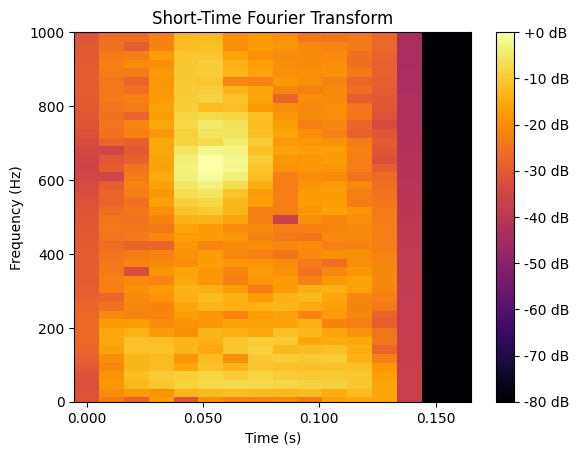 Short-Time Fourier Transform
1000
800
600
400
200
0
Frequency (Hz)
0.000
0.050
0.100
0.150
Time (s)
+0 dB
-10 dB
-20 dB
-30 dB
-40 dB
-50 dB
-60 dB
-70 dB
-80 dB